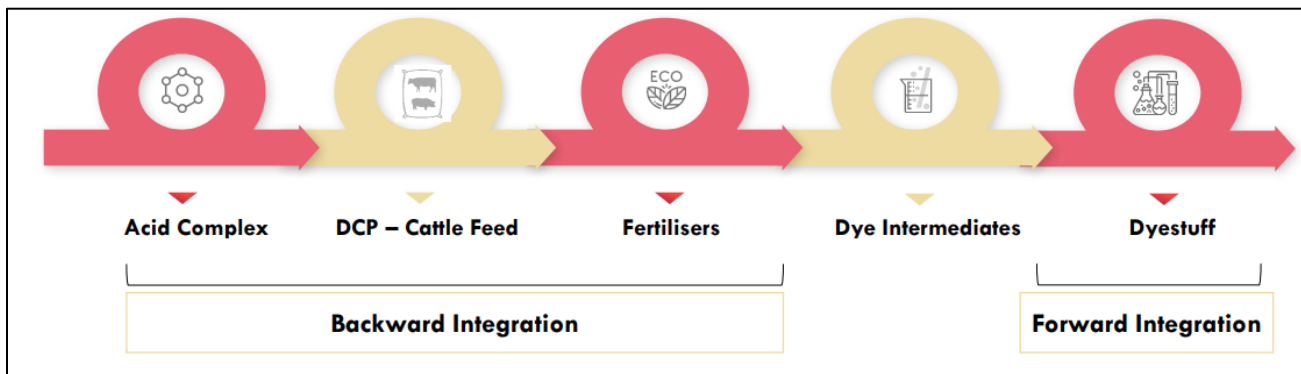 ECO
Acid Complex
DCP – Cattle Feed
Fertilisers
Dye Intermediates
Dyestuff
Backward Integration
Forward Integration